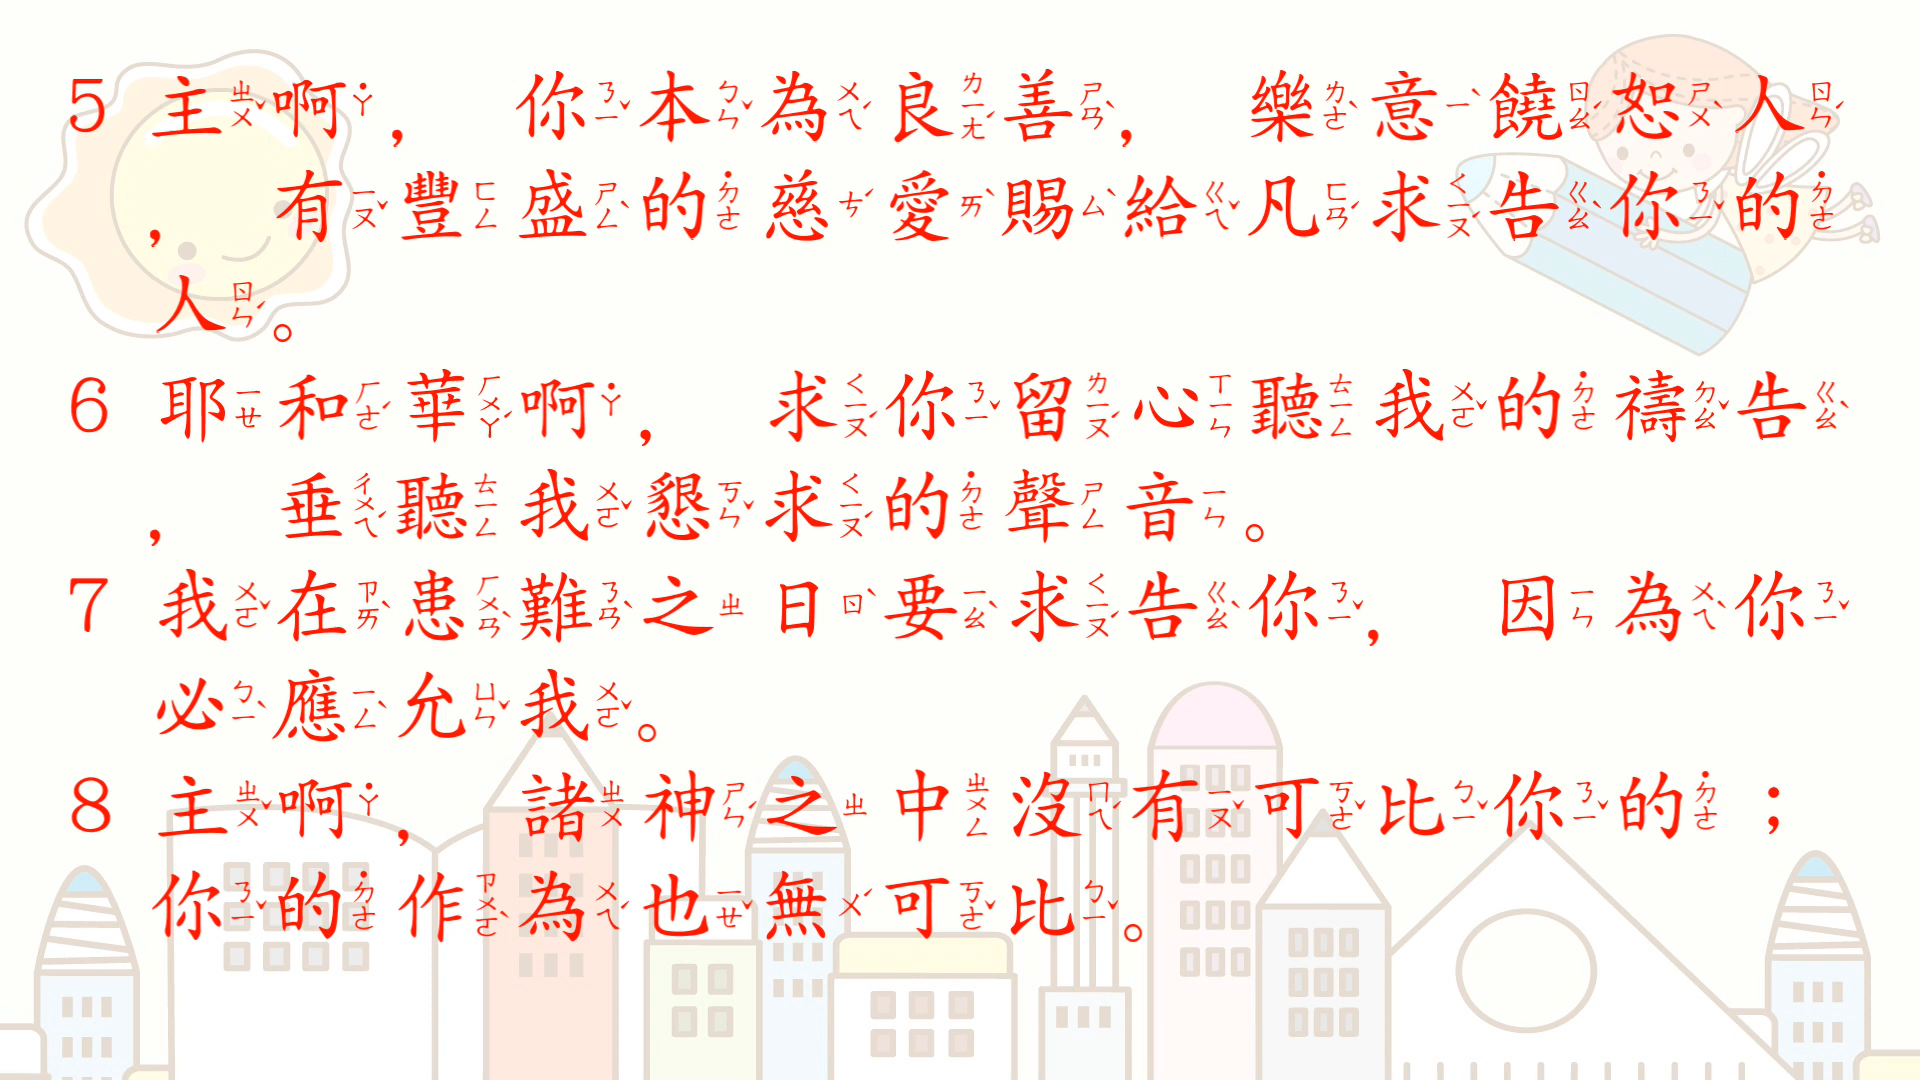 5 主啊， 你本為良善， 樂意饒恕人
， 有豐盛的慈愛賜給凡求告你的
人。
6 耶和華啊， 求你留心聽我的禱告
， 垂聽我懇求的聲音。
7 我在患難之日要求告你， 因為你
必應允我。
8 主啊， 諸神之中沒有可比你的；
你的作為也無可比。